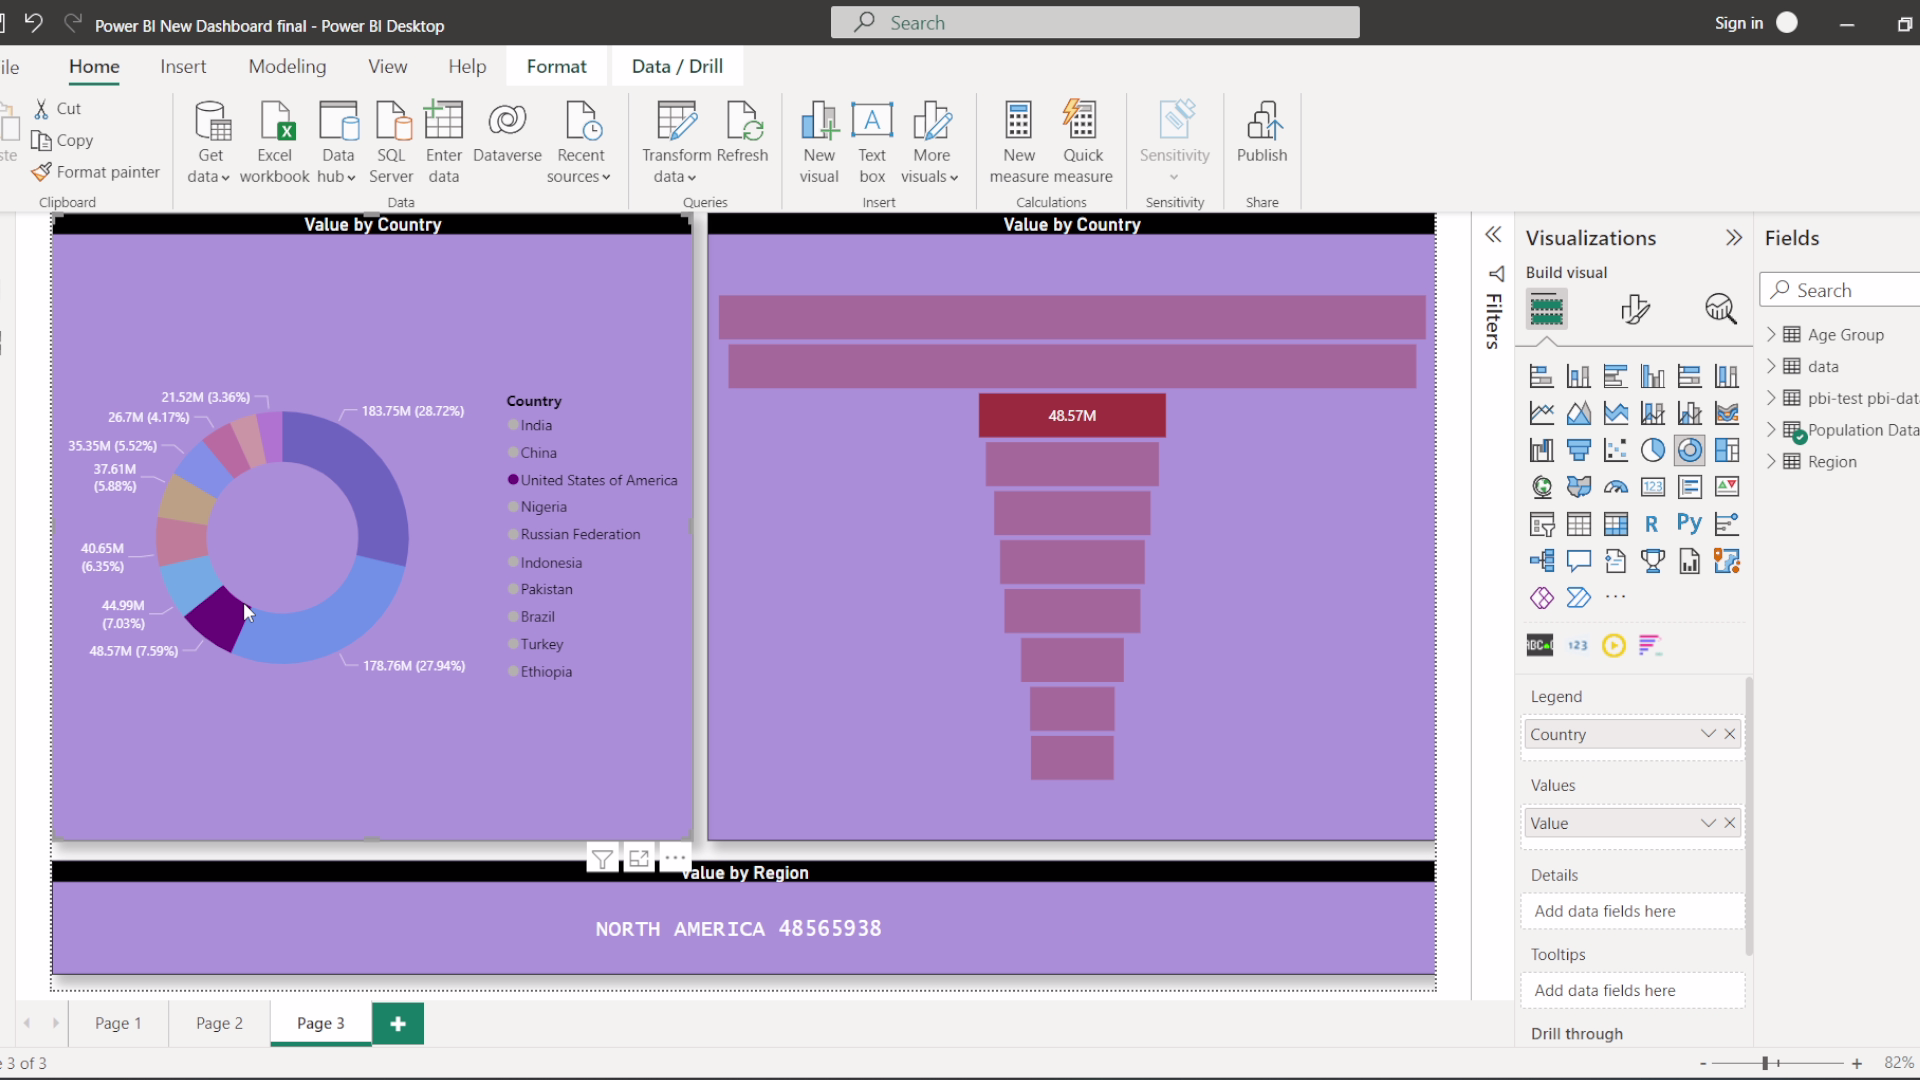 Power BI New Dashboard final - Power BI Desktop
Search
Sign in
ile
Home
Insert
Modeling
View
Help
Format
Data / Drill
ste
Cut
Copy
Format painter
Clipboard
Get data
Excel workbook
Data hub
SQL Server
Enter data
Dataverse
Recent sources
Data
Transform data
Refresh
Queries
New visual
Text box
More visuals
Insert
New measure
Quick measure
Calculations
Sensitivity
Sensitivity
Publish
Share
Value by Country
21.52M (3.36%)
26.7M (4.17%)
35.35M (5.52%)
37.61M
(5.88%)
40.65M
(6.35%)
44.99M
(7.03%)
48.57M (7.59%)
183.75M (28.72%)
178.76M (27.94%)
Country
India
China
United States of America
Nigeria
Russian Federation
Indonesia
Pakistan
Brazil
Turkey
Ethiopia
Value by Country
48.57M
Value by Region
NORTH AMERICA 48565938
Filters
Visualizations
Build visual
123
R
Py
ABC
123
Legend
Country
Values
Value
Details
Add data fields here
Tooltips
Add data fields here
Drill through
Fields
Search
Age Group
data
pbi-test pbi-dat
Population Data
Region
Page 1
Page 2
Page 3
e 3 of 3
- +
82%